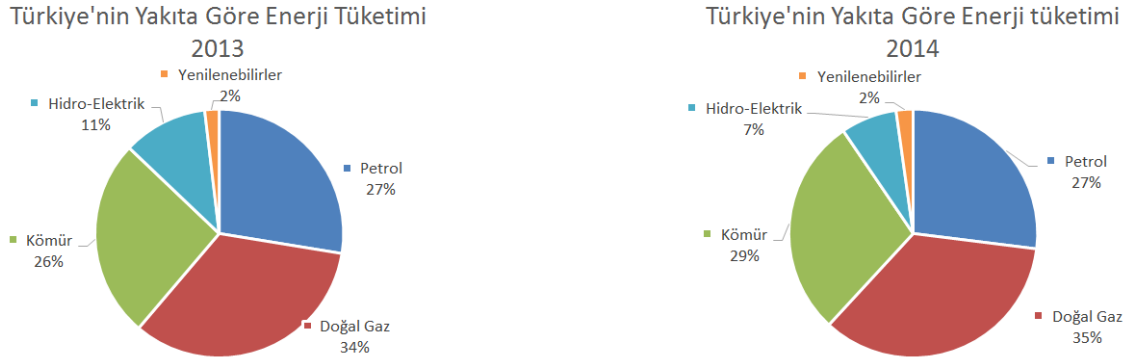 Türkiye'nin Yakıta Göre Enerji Tüketimi
2013
Yenilenebilirler
2%
Hidro-Elektrik
11%
Petrol
27%
Kömür
26%
Doğal Gaz
34%
Türkiye'nin Yakıta Göre Enerji tüketimi
2014
Yenilenebilirler
2%
Hidro-Elektrik
7%
Petrol
27%
Kömür
29%
Doğal Gaz
35%